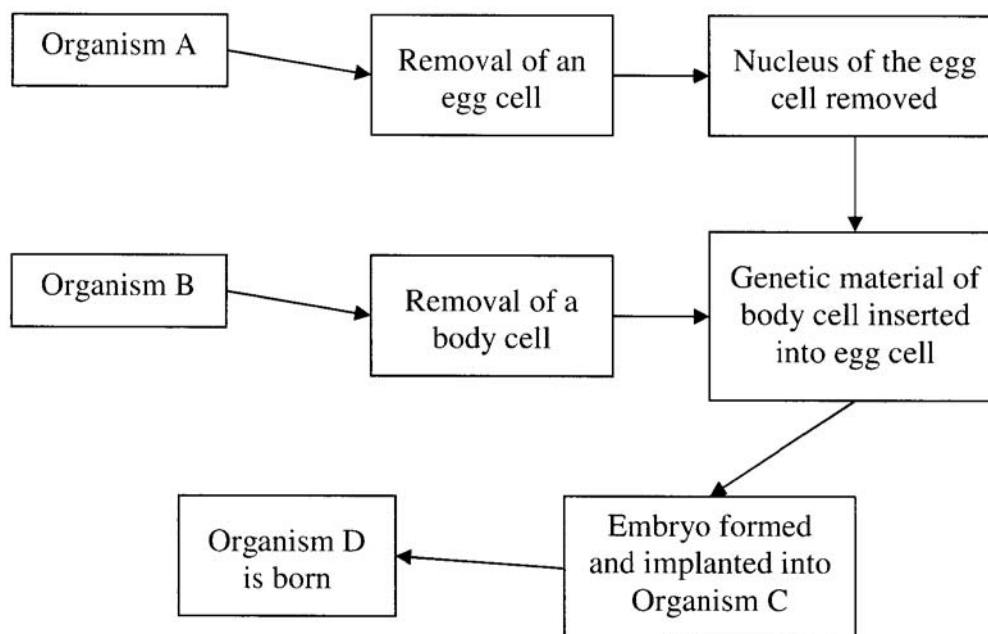 Organism A
Removal of an
egg cell
Nucleus of the egg
cell removed
Organism B
Removal of a
body cell
Genetic material of
body cell inserted
into egg cell
Organism D
is born
Embryo formed
and implanted into
Organism C